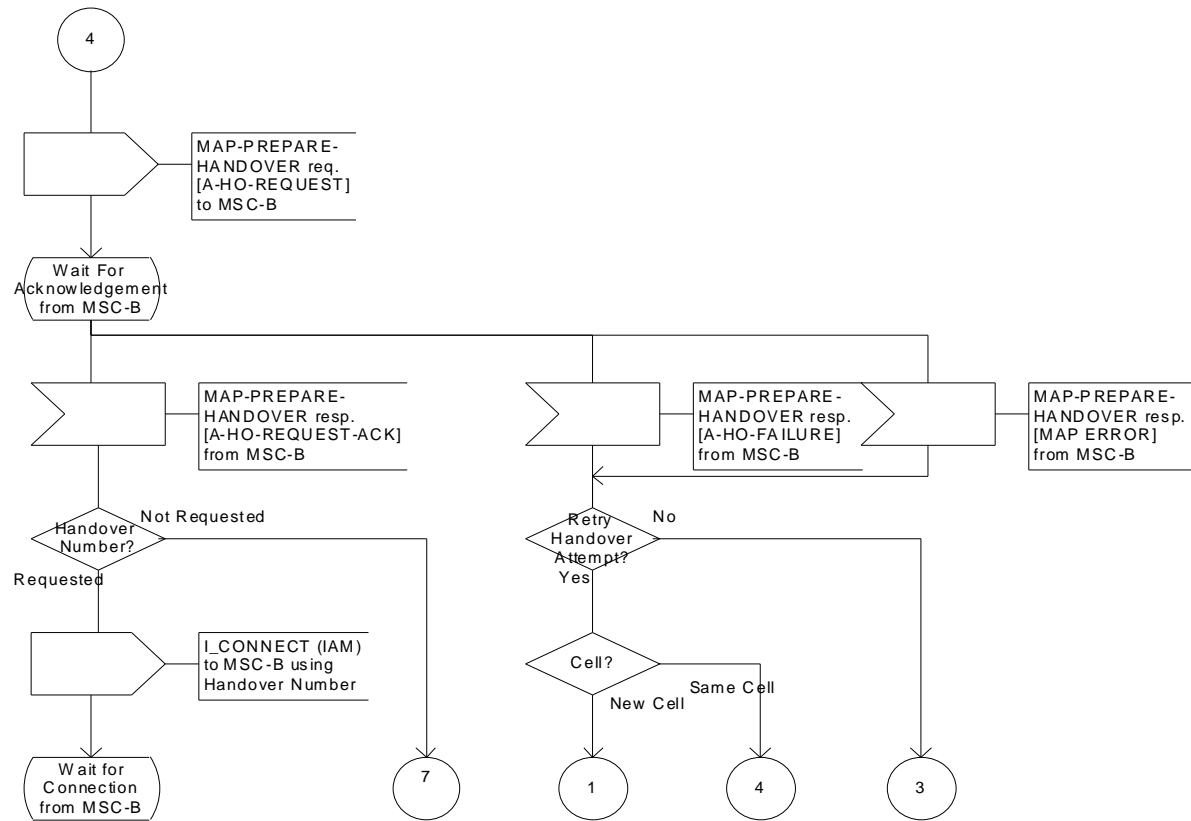 4
MAP-PREPARE-
HANDOVER req.
[A-HO-REQUEST]
to MSC-B
Wait For
Acknowledgement
from MSC-B
MAP-PREPARE-
HANDOVER resp.
[A-HO-REQUEST-ACK]
from MSC-B
MAP-PREPARE-
HANDOVER resp.
[A-HO-FAILURE]
from MSC-B
MAP-PREPARE-
HANDOVER resp.
[MAP ERROR]
from MSC-B
Handover
Number?
Not Requested
Requested
Retry
Handover
Attempt?
No
Yes
I_CONNECT (IAM)
to MSC-B using
Handover Number
Cell?
Same Cell
New Cell
Wait for
Connection
from MSC-B
7
1
4
3